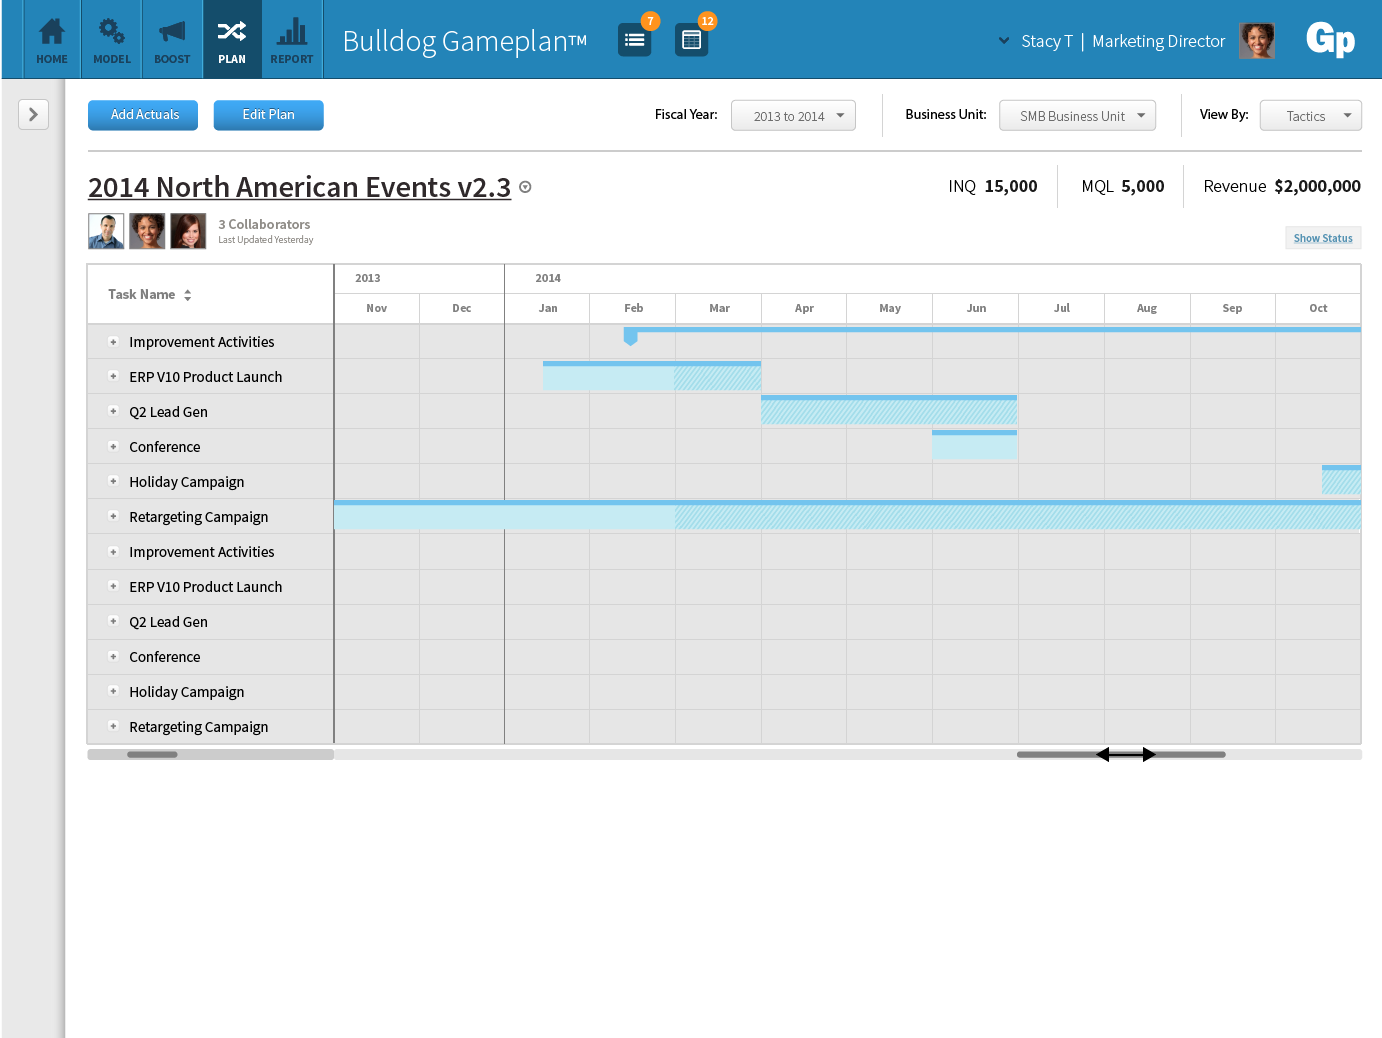 7
12
HOME
MODEL
BOOST
PLAN
REPORT
Bulldog Gameplan™
Stacy T | Marketing Director
Gp
Add Actuals
Edit Plan
Fiscal Year:
2013 to 2014
Business Unit:
SMB Business Unit
View By:
Tactics
2014 North American Events v2.3
INQ 15,000
MQL 5,000
Revenue $2,000,000
3 Collaborators
Last Updated Yesterday
Show Status
Task Name
2013
2014
Nov
Dec
Jan
Feb
Mar
Apr
May
Jun
Jul
Aug
Sep
Oct
Improvement Activities
ERP V10 Product Launch
Q2 Lead Gen
Conference
Holiday Campaign
Retargeting Campaign
Improvement Activities
ERP V10 Product Launch
Q2 Lead Gen
Conference
Holiday Campaign
Retargeting Campaign